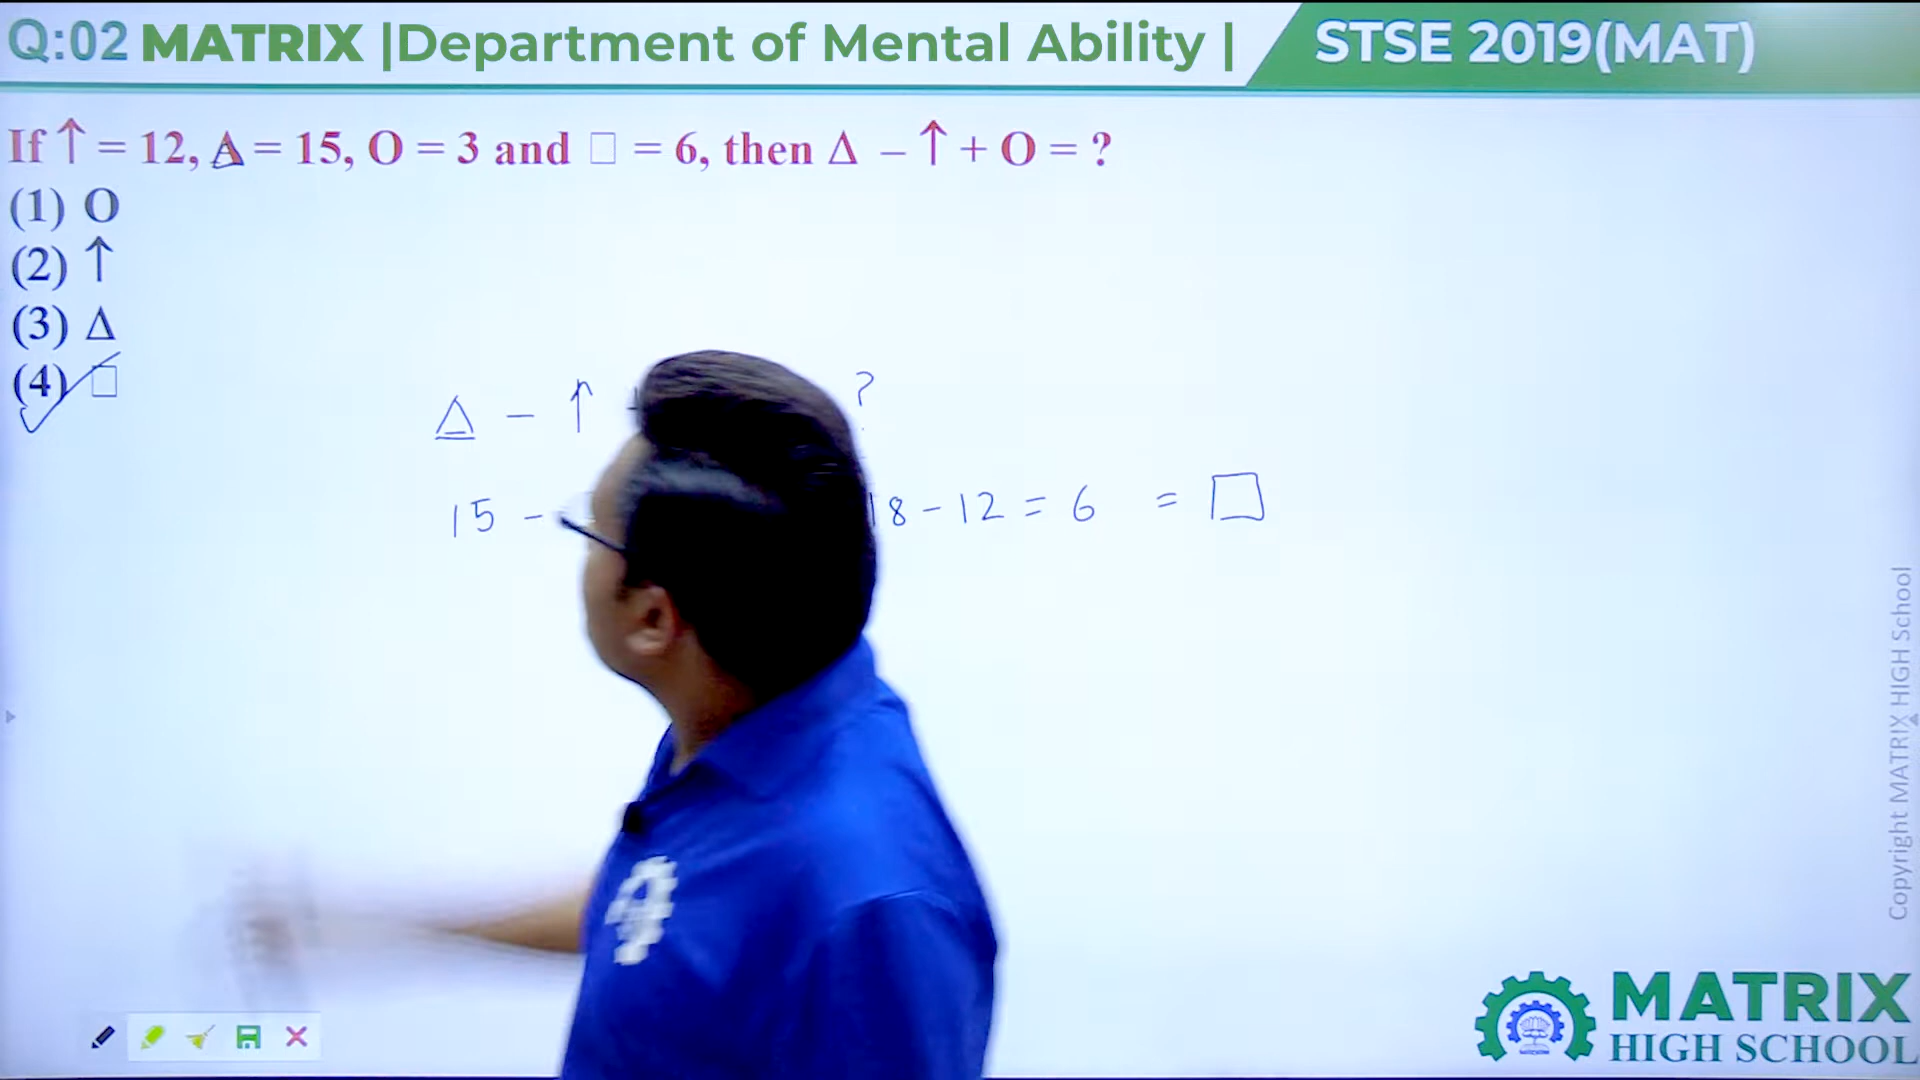 Q:02 MATRIX |Department of Mental Ability | STSE 2019(MAT)
If ↑ = 12, Δ = 15, O = 3 and □ = 6, then Δ – ↑ + O = ?
(1) O
(2) ↑
(3) Δ
(4) □
Δ – ↑ ?
15 – 18 – 12 = 6 = □
Copyright MATRIX HIGH School
MATRIX
HIGH SCHOOL